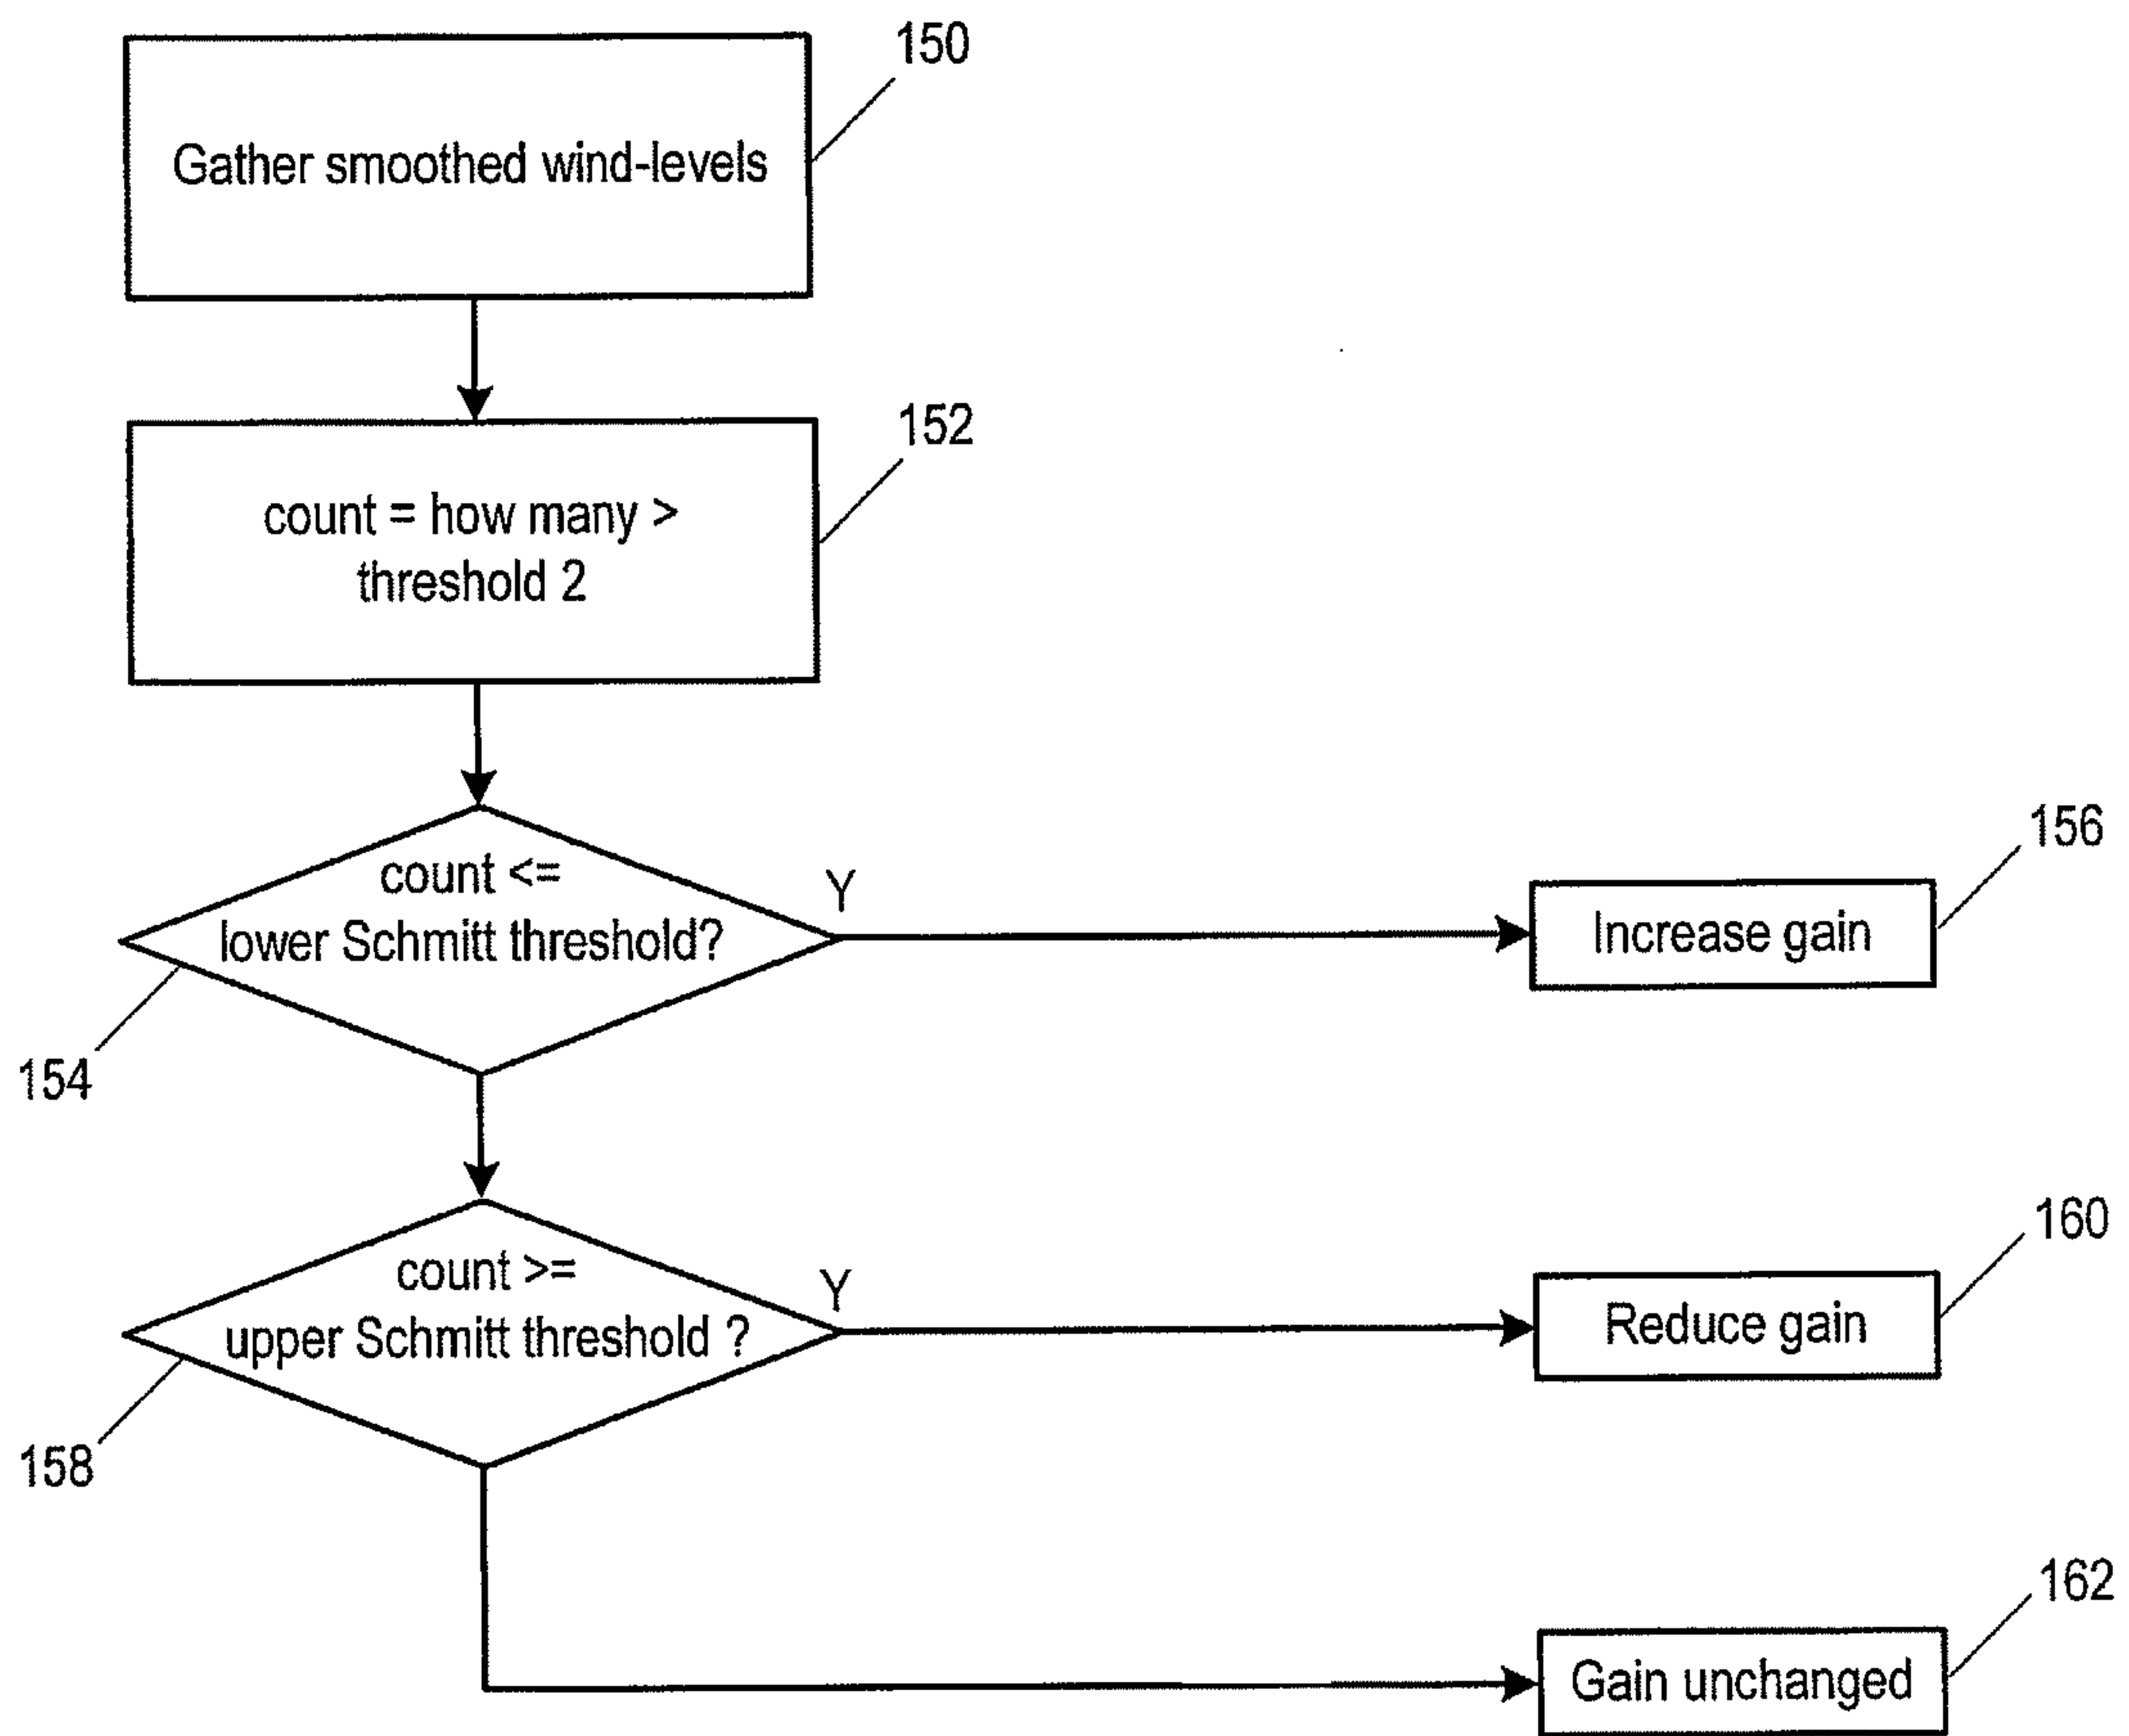 150
Gather smoothed wind-levels
152
count = how many >
threshold 2
count <=
lower Schmitt threshold?
Y
154
156
Increase gain
count >=
upper Schmitt threshold ?
Y
158
160
Reduce gain
162
Gain unchanged